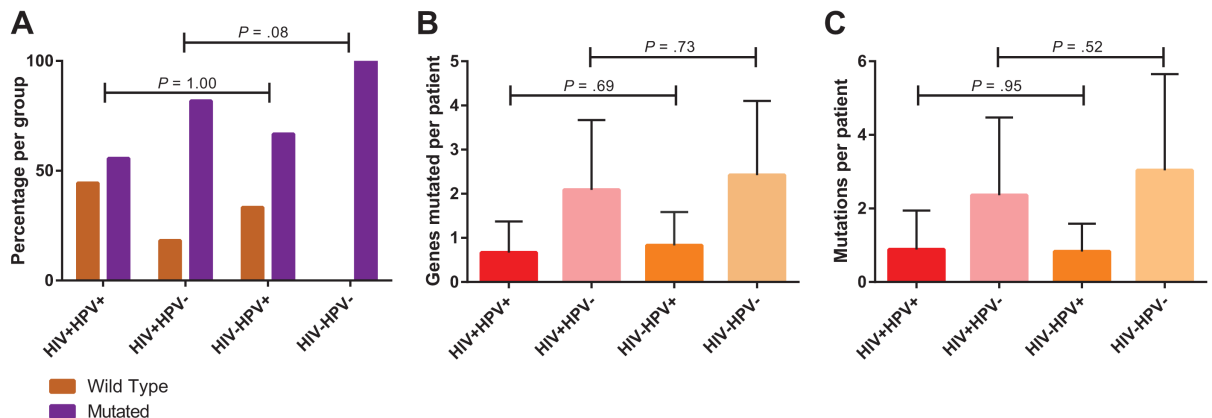 A
P = .08
P = 1.00
100
50
0
Percentage per group
HIV+HPV+
HIV+HPV-
HIV-HPV+
HIV-HPV-
Wild Type
Mutated
B
P = .73
P = .69
5
4
3
2
1
0
Genes mutated per patient
HIV+HPV+
HIV+HPV-
HIV-HPV+
HIV-HPV-
C
P = .52
P = .95
6
4
2
0
Mutations per patient
HIV+HPV+
HIV+HPV-
HIV-HPV+
HIV-HPV-